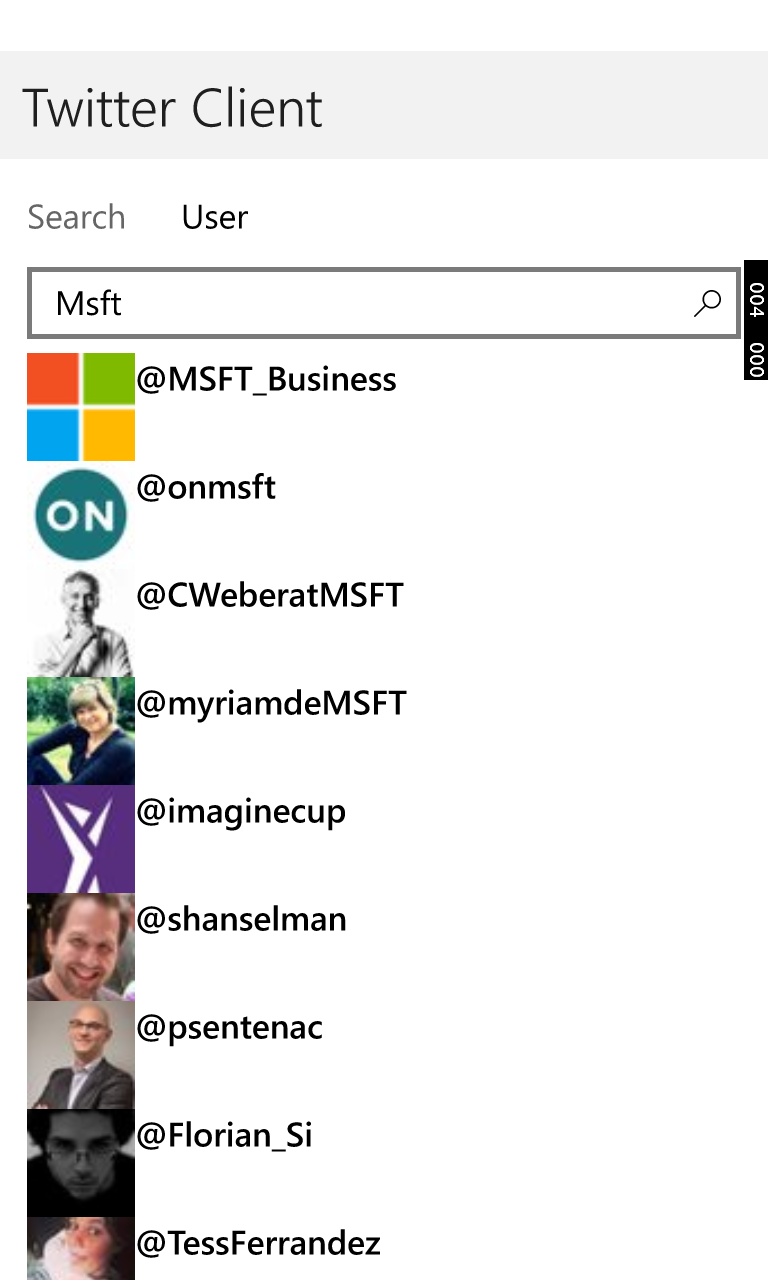 Twitter Client
Search User
Msft
004 000
@MSFT_Business
@onmsft
ON
@CWeberatMSFT
@myriamdeMSFT
@imaginecup
@shanselman
@psentenac
@Florian_Si
@TessFerrandez